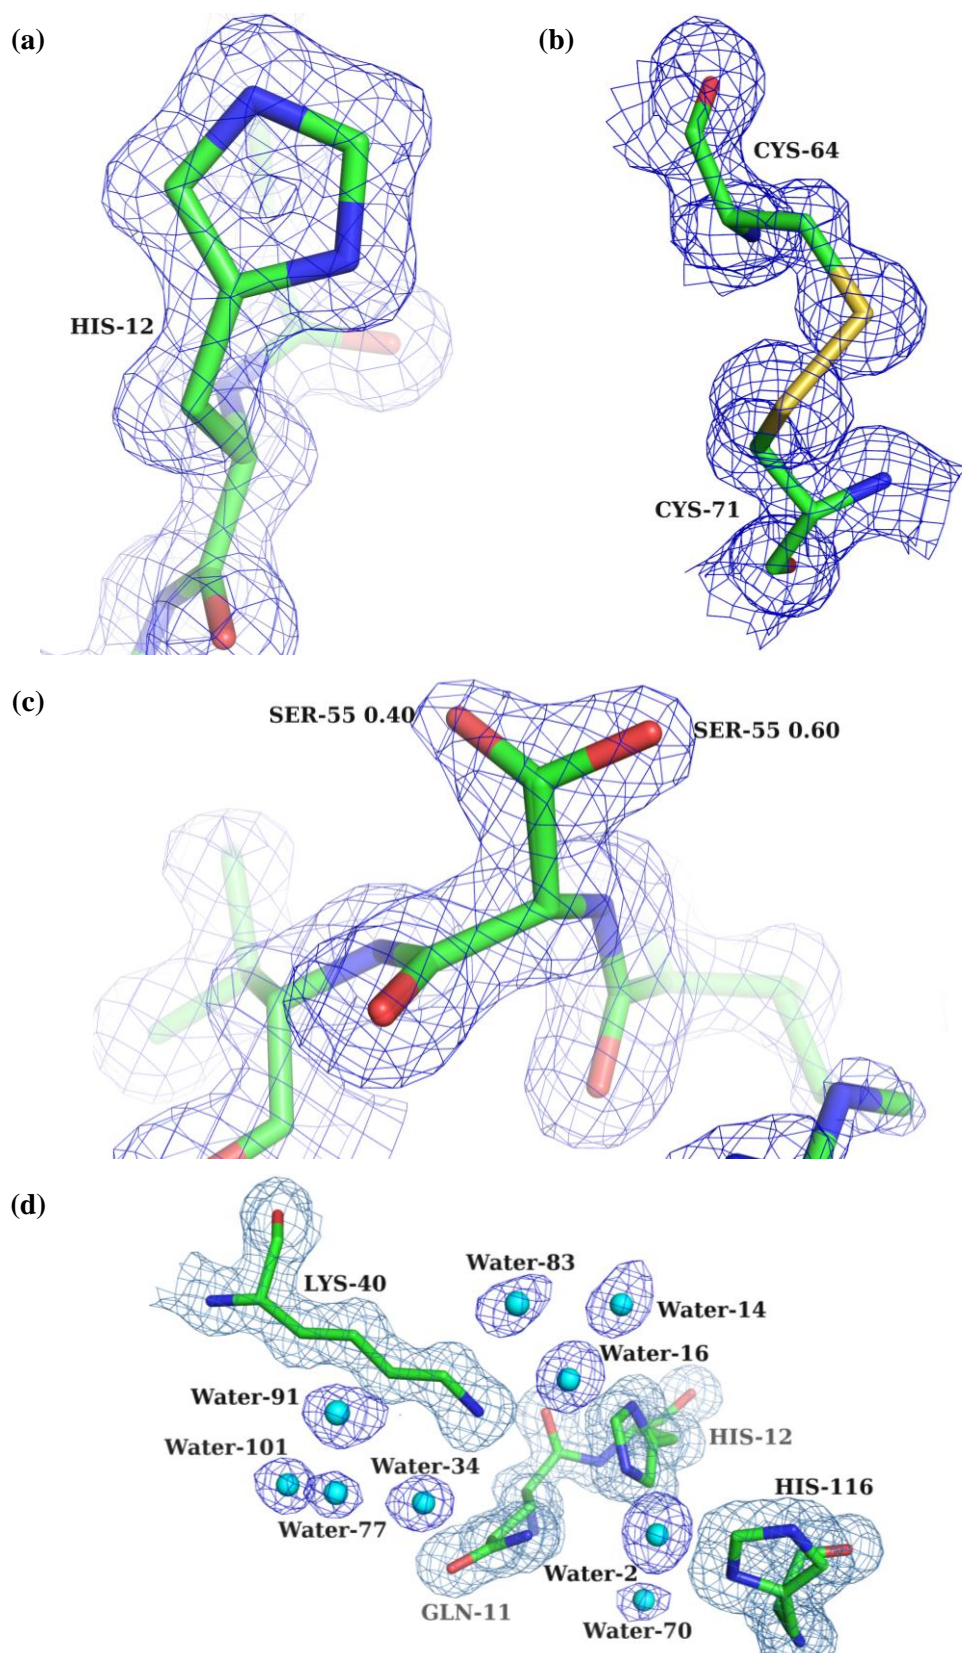 (a)
(b)
CYS-64
HIS-12
CYS-71
(c)
SER-55 0.40
SER-55 0.60
(d)
Water-83
LYS-40
Water-14
Water-16
Water-91
HIS-12
Water-101
Water-34
HIS-116
Water-77
Water-2
GLN-11
Water-70